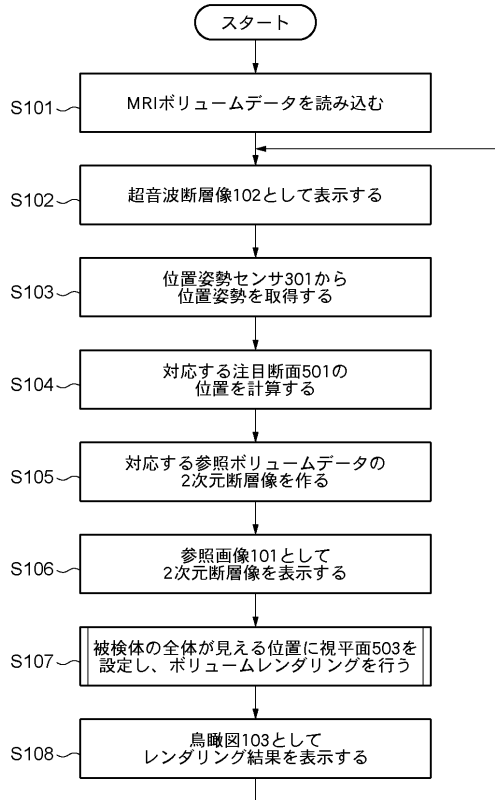 スタート
S101
MRIボリュームデータを読み込む
S102
超音波断層像102として表示する
S103
位置姿勢センサ301から
位置姿勢を取得する
S104
対応する注目断面501の
位置を計算する
S105
対応する参照ボリュームデータの
2次元断層像を作る
S106
参照画像101として
2次元断層像を表示する
S107
被検体の全体が見える位置に視平面503を
設定し、ボリュームレンダリングを行う
S108
鳥瞰図103として
レンダリング結果を表示する